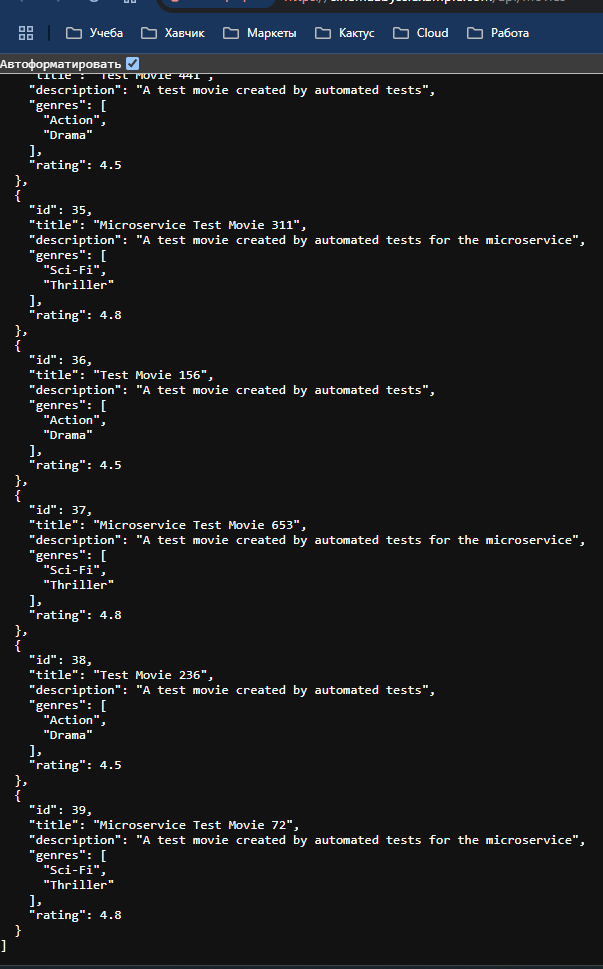 Учеба Хавчик Маркеты Кактус Cloud Работа
Автоформатировать
"title": "Test Movie 441",
"description": "A test movie created by automated tests",
"genres": [
"Action",
"Drama"
],
"rating": 4.5
},
{
"id": 35,
"title": "Microservice Test Movie 311",
"description": "A test movie created by automated tests for the microservice",
"genres": [
"Sci-Fi",
"Thriller"
],
"rating": 4.8
},
{
"id": 36,
"title": "Test Movie 156",
"description": "A test movie created by automated tests",
"genres": [
"Action",
"Drama"
],
"rating": 4.5
},
{
"id": 37,
"title": "Microservice Test Movie 653",
"description": "A test movie created by automated tests for the microservice",
"genres": [
"Sci-Fi",
"Thriller"
],
"rating": 4.8
},
{
"id": 38,
"title": "Test Movie 236",
"description": "A test movie created by automated tests",
"genres": [
"Action",
"Drama"
],
"rating": 4.5
},
{
"id": 39,
"title": "Microservice Test Movie 72",
"description": "A test movie created by automated tests for the microservice",
"genres": [
"Sci-Fi",
"Thriller"
],
"rating": 4.8
}
]